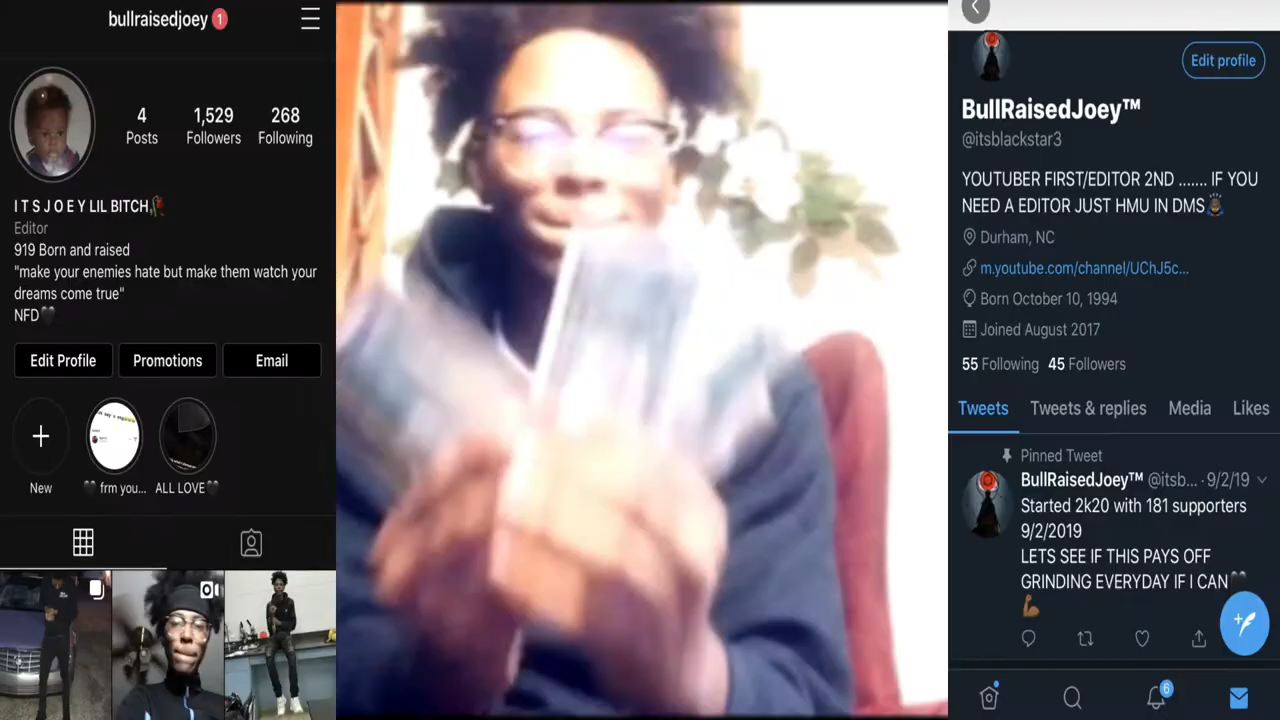 bullraisedjoey 1
4
Posts
1,529
Followers
268
Following
I T S J O E Y LIL BITCH🥀
Editor
919 Born and raised
"make your enemies hate but make them watch your
dreams come true"
NFD🖤
Edit Profile
Promotions
Email
New
🖤 frm you...
ALL LOVE🖤
Edit profile
BullRaisedJoey™
@itsblackstar3
YOUTUBER FIRST/EDITOR 2ND ....... IF YOU
NEED A EDITOR JUST HMU IN DMS🙇🏿‍♂️
Durham, NC
m.youtube.com/channel/UChJ5c...
Born October 10, 1994
Joined August 2017
55 Following 45 Followers
Tweets Tweets & replies Media Likes
Pinned Tweet
BullRaisedJoey™ @itsb... · 9/2/19
Started 2k20 with 181 supporters
9/2/2019
LETS SEE IF THIS PAYS OFF
GRINDING EVERYDAY IF I CAN🖤
💪🏾
6